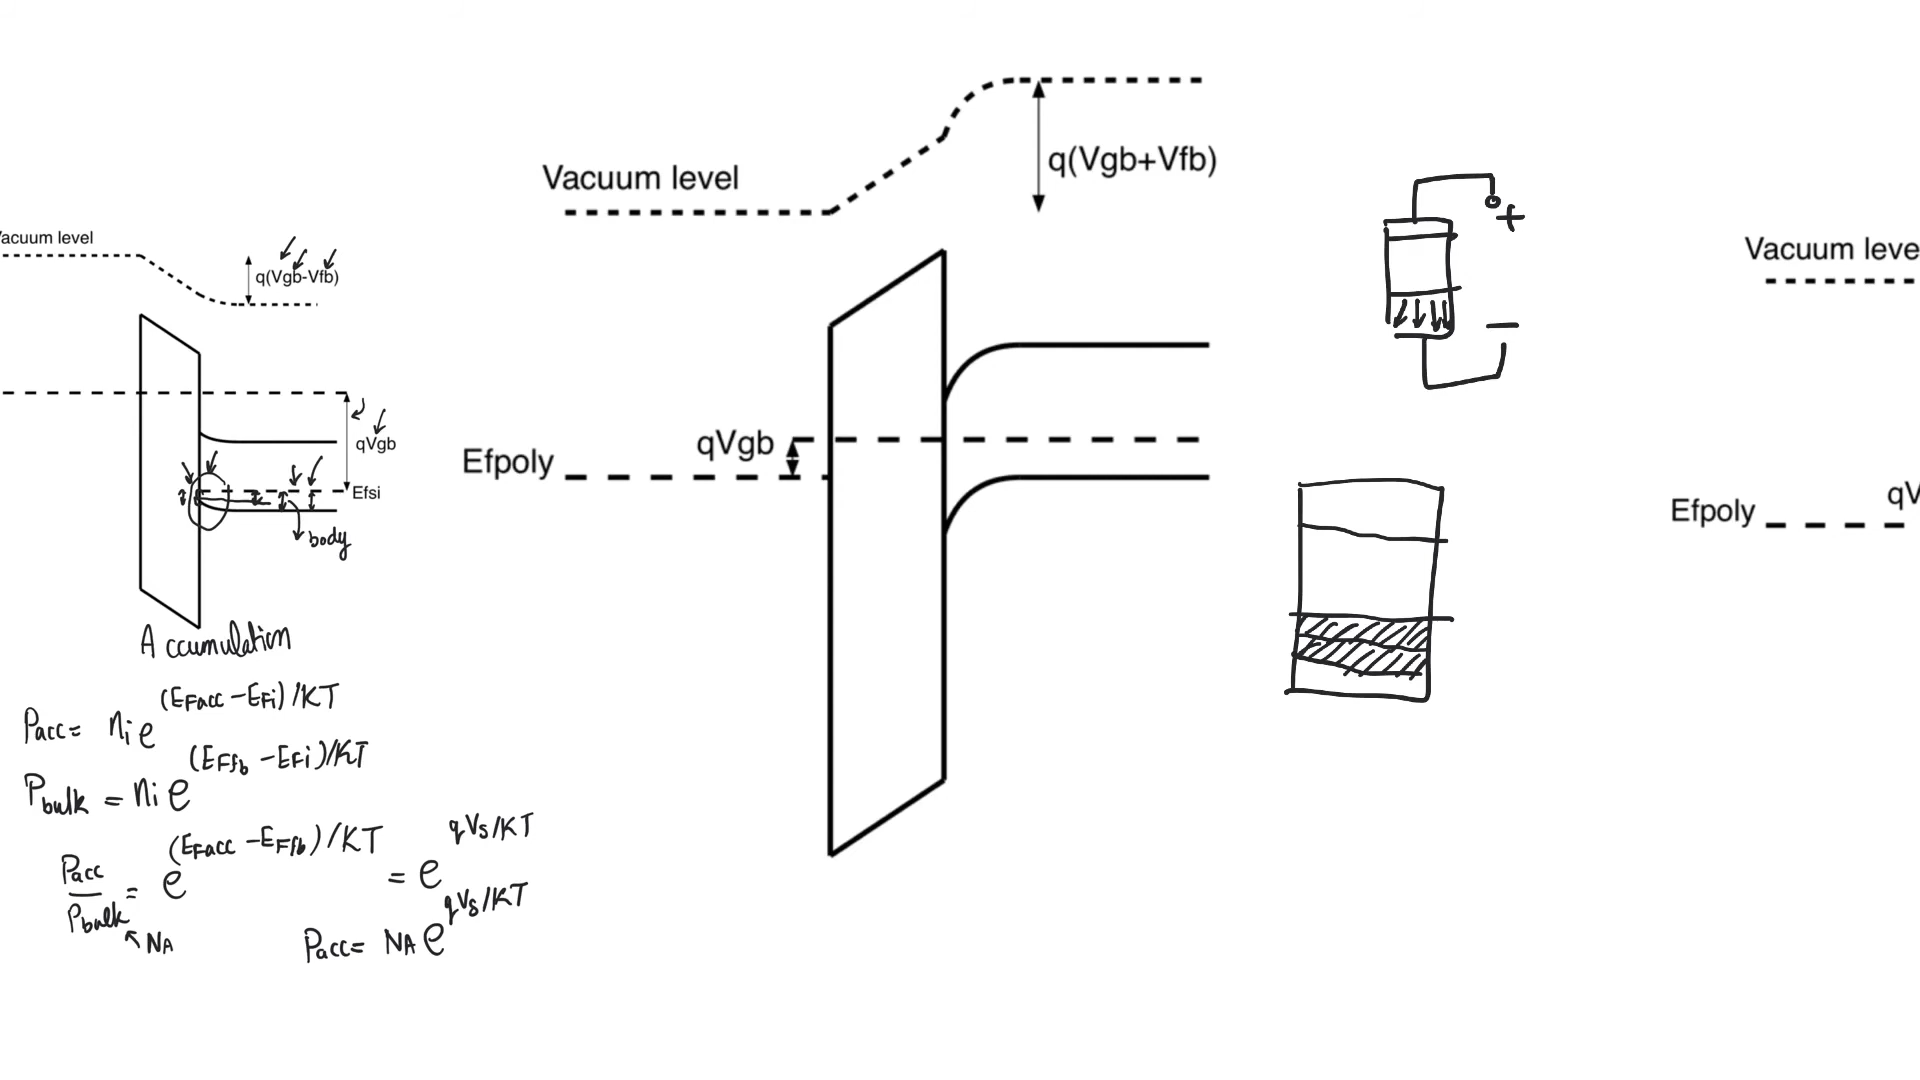 acuum level
q(Vgb-Vfb)
qVgb
Efsi
body
Accumulation
Pacc = ni e^(EFacc - EFi)/KT
Pbulk = ni e^(EFfb - EFi)/KT
Pacc/Pbulk = e^(EFacc - EFfb)/KT = e^qVs/KT
NA
Pacc = NA e^qVs/KT
Vacuum level
q(Vgb+Vfb)
qVgb
Efpoly
+
−
Vacuum leve
qV
Efpoly